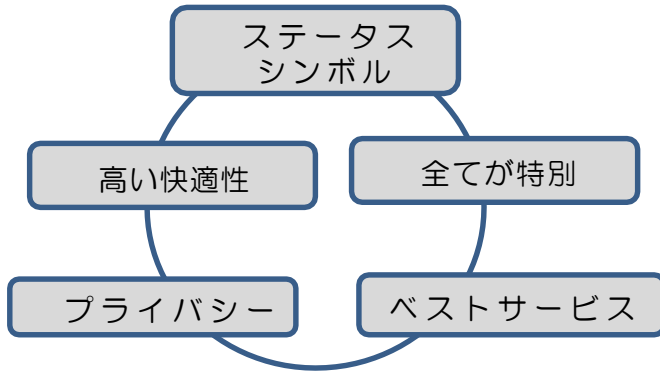 ステータス
シンボル
高い快適性
全てが特別
プライバシー
ベストサービス